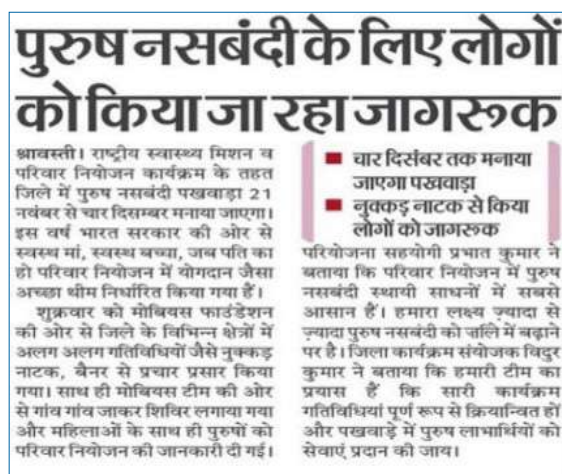 पुरुष नसबंदी के लिए लोगों
को किया जा रहा जागरूक
श्रावस्ती। राष्ट्रीय स्वास्थ्य मिशन व
परिवार नियोजन कार्यक्रम के तहत
जिले में पुरुष नसबंदी पखवाड़ा 21
नवंबर से चार दिसम्बर मनाया जाएगा।
इस वर्ष भारत सरकार की ओर से
स्वस्थ मां, स्वस्थ बच्चा, जब पति का
हो परिवार नियोजन में योगदान जैसा
अच्छा थीम निर्धारित किया गया हैं।
शुक्रवार को मोबियस फाउंडेशन
की ओर से जिले के विभिन्न क्षेत्रों में
अलग अलग गतिविधियों जैसे नुक्कड़
नाटक, बैनर से प्रचार प्रसार किया
गया। साथ ही मोबियस टीम की ओर
से गांव गांव जाकर शिविर लगाया गया
और महिलाओं के साथ ही पुरुषों को
परिवार नियोजन की जानकारी दी गई।
■ चार दिसंबर तक मनाया
जाएगा पखवाड़ा
■ नुक्कड़ नाटक से किया
लोगों को जागरूक
परियोजना सहयोगी प्रभात कुमार ने
बताया कि परिवार नियोजन में पुरुष
नसबंदी स्थायी साधनों में सबसे
आसान हैं। हमारा लक्ष्य ज़्यादा से
ज़्यादा पुरुष नसबंदी को जिले में बढ़ाने
पर है। जिला कार्यक्रम संयोजक विदुर
कुमार ने बताया कि हमारी टीम का
प्रयास हैं कि सारी कार्यक्रम
गतिविधियां पूर्ण रूप से क्रियान्वित हों
और पखवाड़े में पुरुष लाभार्थियों को
सेवाएं प्रदान की जाय।